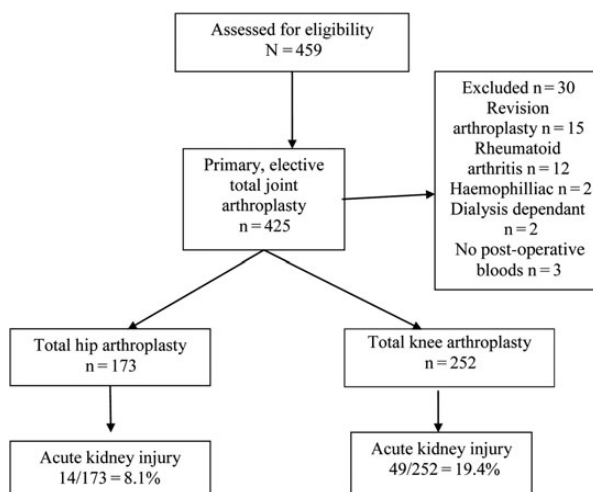 Assessed for eligibility
N = 459
Excluded n = 30
Revision
arthroplasty n = 15
Rheumatoid
arthritis n = 12
Haemophilliac n = 2
Dialysis dependant
n = 2
No post-operative
bloods n = 3
Primary, elective
total joint
arthroplasty
n = 425
Total hip arthroplasty
n = 173
Total knee arthroplasty
n = 252
Acute kidney injury
14/173 = 8.1%
Acute kidney injury
49/252 = 19.4%